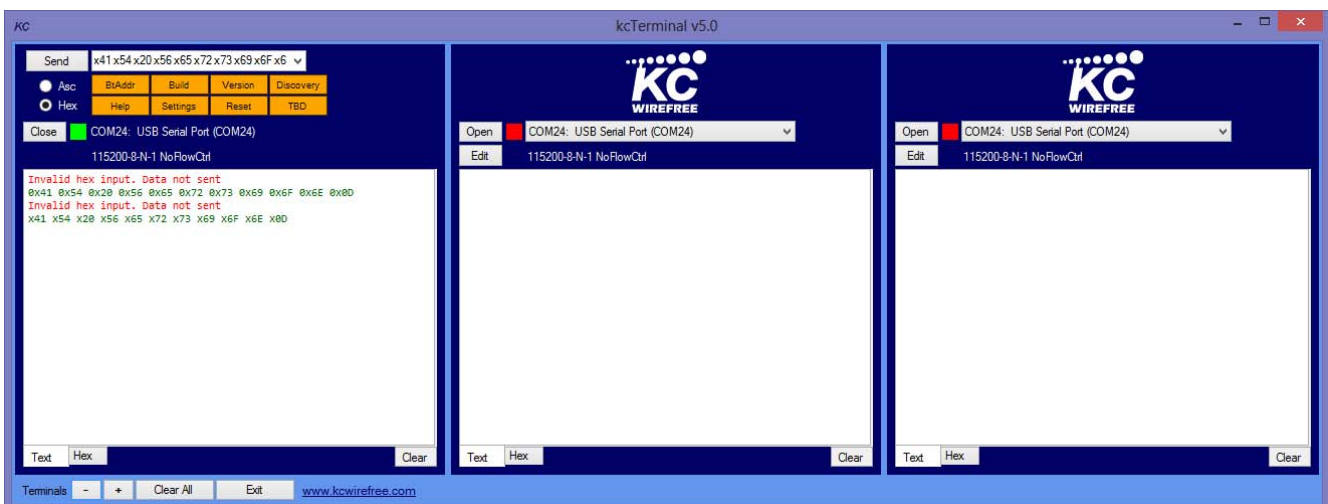 KC kcTerminal v5.0
Send x41 x54 x20 x56 x65 x72 x73 x69 x6F x6
Asc BtAddr Build Version Discovery
Hex Help Settings Reset TBD
Close COM24: USB Serial Port (COM24)
115200-8-N-1 NoFlowCtrl
Invalid hex input. Data not sent
0x41 0x54 0x20 0x56 0x65 0x72 0x73 0x69 0x6F 0x6E 0x0D
Invalid hex input. Data not sent
x41 x54 x20 x56 x65 x72 x73 x69 x6F x6E x0D
Text Hex Clear
KC
WIREFREE
Open COM24: USB Serial Port (COM24)
Edit 115200-8-N-1 NoFlowCtrl
Text Hex Clear
KC
WIREFREE
Open COM24: USB Serial Port (COM24)
Edit 115200-8-N-1 NoFlowCtrl
Text Hex Clear
Terminals - + Clear All Exit www.kcwirefree.com